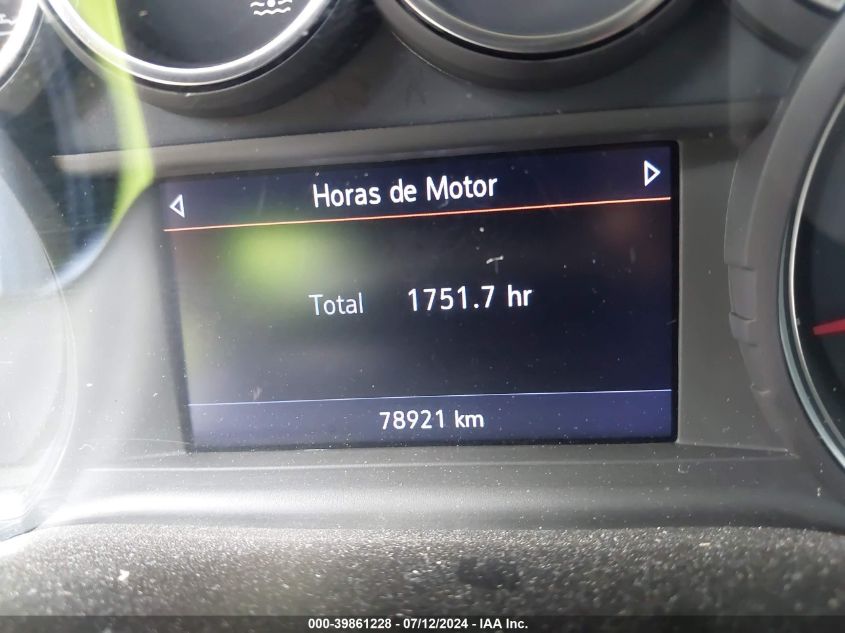 Horas de Motor
Total 1751.7 hr
78921 km
000-39861228 - 07/12/2024 - IAA Inc.